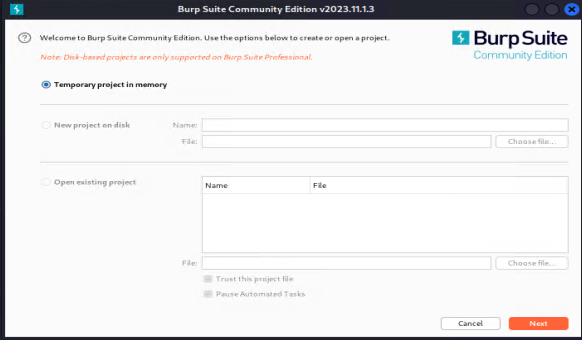 Burp Suite Community Edition v2023.11.1.3
Welcome to Burp Suite Community Edition. Use the options below to create or open a project.
Note: Disk-based projects are only supported on Burp Suite Professional.
Burp Suite
Community Edition
Temporary project in memory
New project on disk
Name:
File:
Choose file...
Open existing project
Name File
File:
Choose file...
Trust this project file
Pause Automated Tasks
Cancel Next